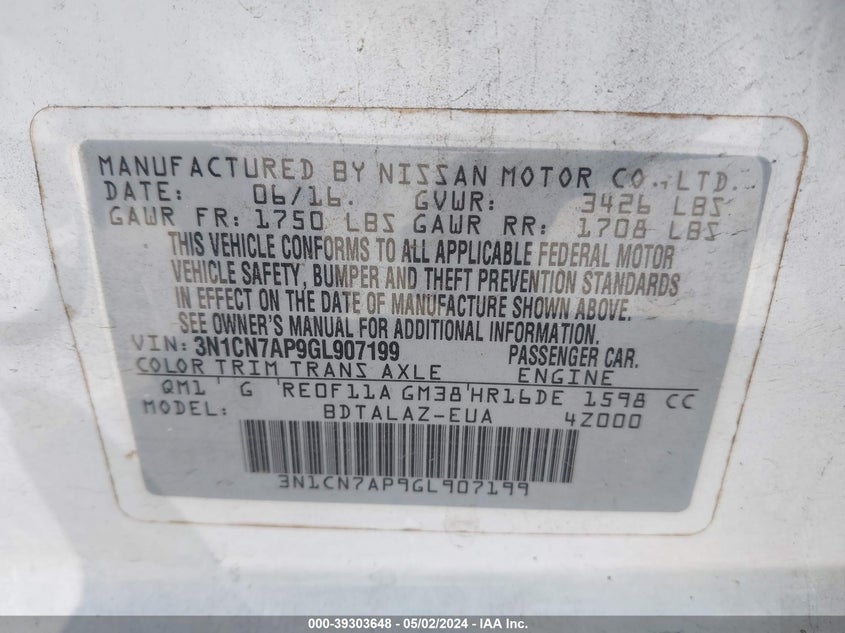 MANUFACTURED BY NISSAN MOTOR CO., LTD.
DATE: 06/16. GVWR: 3426 LBS
GAWR FR: 1750 LBS GAWR RR: 1708 LBS
THIS VEHICLE CONFORMS TO ALL APPLICABLE FEDERAL MOTOR
VEHICLE SAFETY, BUMPER AND THEFT PREVENTION STANDARDS
IN EFFECT ON THE DATE OF MANUFACTURE SHOWN ABOVE.
SEE OWNER'S MANUAL FOR ADDITIONAL INFORMATION.
VIN: 3N1CN7AP9GL907199 PASSENGER CAR.
COLOR TRIM TRANS AXLE ENGINE
QM1 G RE0F11A GM38 HR16DE 1598 CC
MODEL: BDTALAZ-EUA 4Z000
3N1CN7AP9GL907199
000-39303648 - 05/02/2024 - IAA Inc.